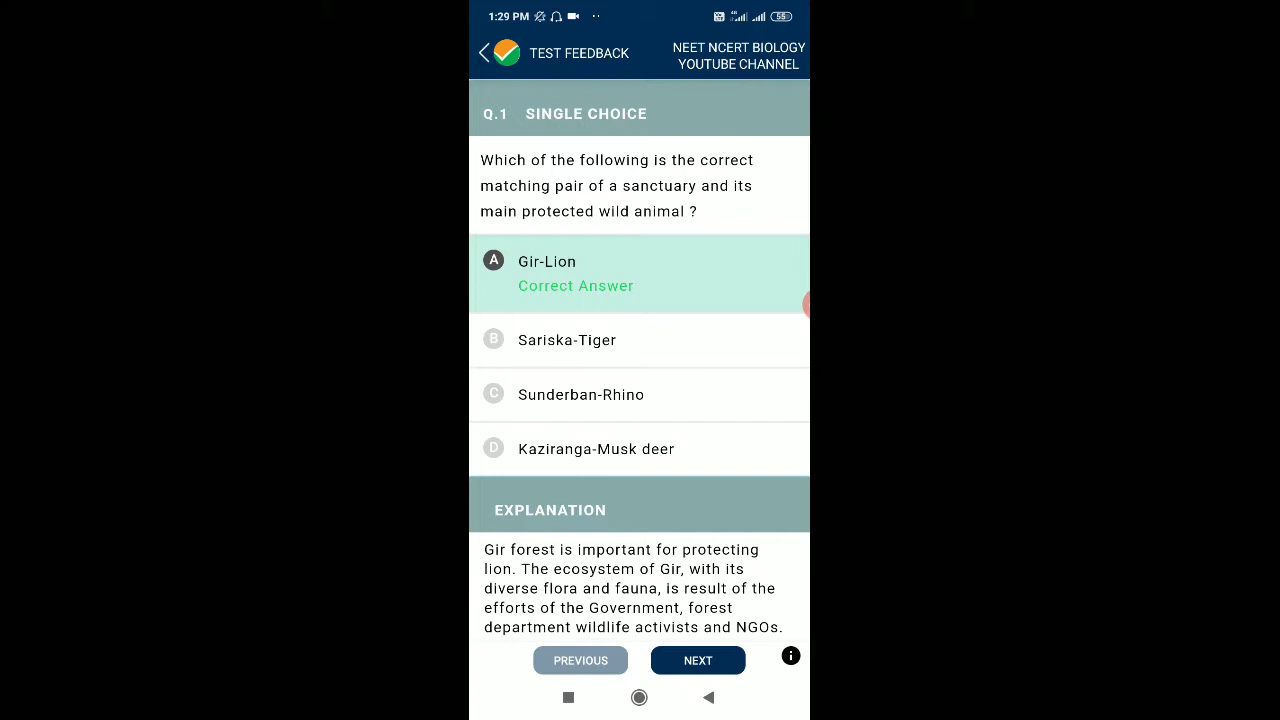 1:29 PM
4G
55
TEST FEEDBACK
NEET NCERT BIOLOGY
YOUTUBE CHANNEL
Q.1 SINGLE CHOICE
Which of the following is the correct
matching pair of a sanctuary and its
main protected wild animal ?
A Gir-Lion
Correct Answer
B Sariska-Tiger
C Sunderban-Rhino
D Kaziranga-Musk deer
EXPLANATION
Gir forest is important for protecting
lion. The ecosystem of Gir, with its
diverse flora and fauna, is result of the
efforts of the Government, forest
department wildlife activists and NGOs.
PREVIOUS
NEXT